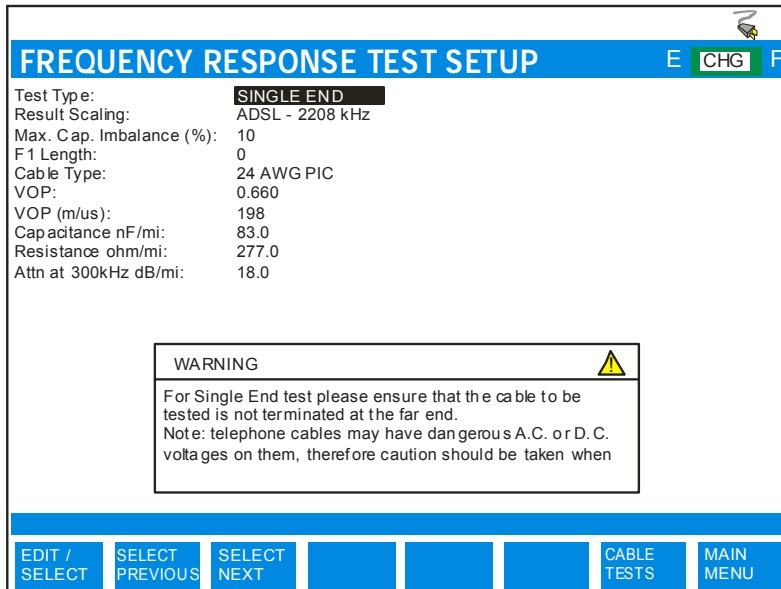 FREQUENCY RESPONSE TEST SETUP E CHG F
Test Type: SINGLE END
Result Scaling: ADSL - 2208 kHz
Max. Cap. Imbalance (%): 10
F1 Length: 0
Cable Type: 24 AWG PIC
VOP: 0.660
VOP (m/us): 198
Capacitance nF/mi: 83.0
Resistance ohm/mi: 277.0
Attn at 300kHz dB/mi: 18.0
WARNING
For Single End test please ensure that the cable to be
tested is not terminated at the far end.
Note: telephone cables may have dangerous A.C. or D.C.
voltages on them, therefore caution should be taken when
EDIT / SELECT SELECT CABLE MAIN
SELECT PREVIOUS NEXT TESTS MENU